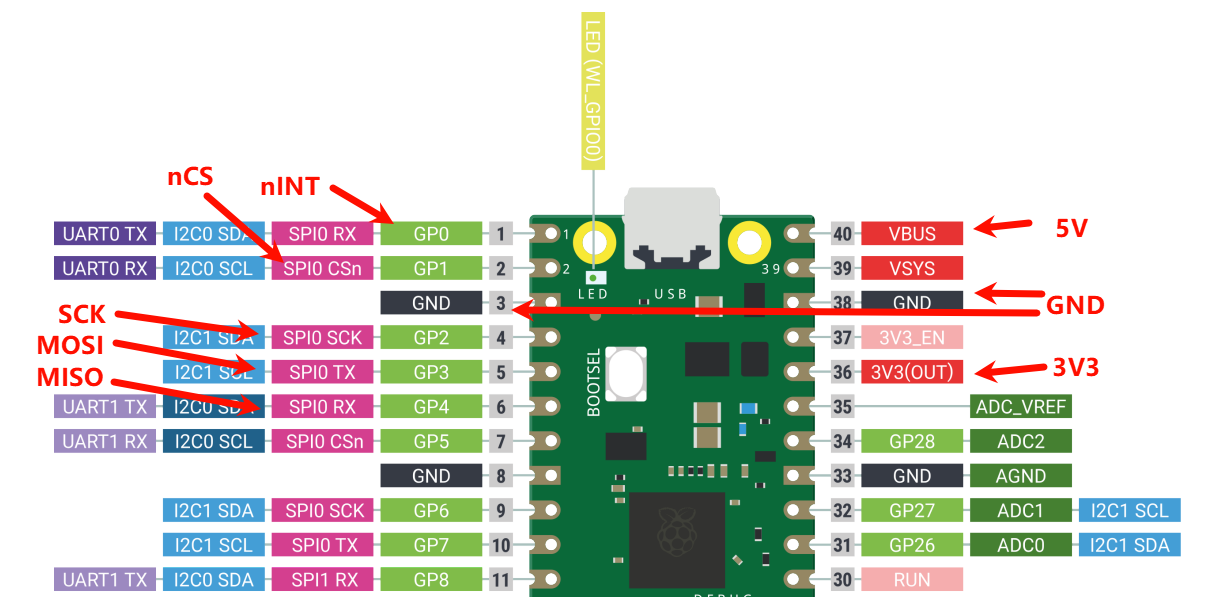 LED (WL_GPIO0)
nCS
nINT
UART0 TX I2C0 SDA SPI0 RX GP0 1 1 40 VBUS 5V
UART0 RX I2C0 SCL SPI0 CSn GP1 2 2 39 39 VSYS
LED USB
GND 3 38 GND GND
SCK I2C1 SDA SPI0 SCK GP2 4 37 3V3_EN
MOSI I2C1 SCL SPI0 TX GP3 5 BOOTSEL 36 3V3(OUT) 3V3
MISO UART1 TX I2C0 SDA SPI0 RX GP4 6 35 ADC_VREF
UART1 RX I2C0 SCL SPI0 CSn GP5 7 34 GP28 ADC2
GND 8 33 GND AGND
I2C1 SDA SPI0 SCK GP6 9 32 GP27 ADC1 I2C1 SCL
I2C1 SCL SPI0 TX GP7 10 31 GP26 ADC0 I2C1 SDA
UART1 TX I2C0 SDA SPI1 RX GP8 11 30 RUN
DEBUG